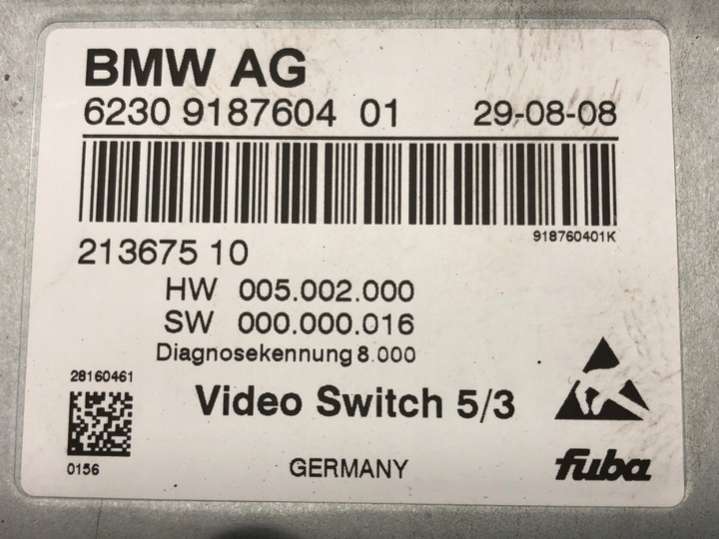 BMW AG
6230 9187604 01 29-08-08
918760401K
213675 10
HW 005.002.000
SW 000.000.016
Diagnosekennung 8.000
28160461
Video Switch 5/3
0156
GERMANY
fuba